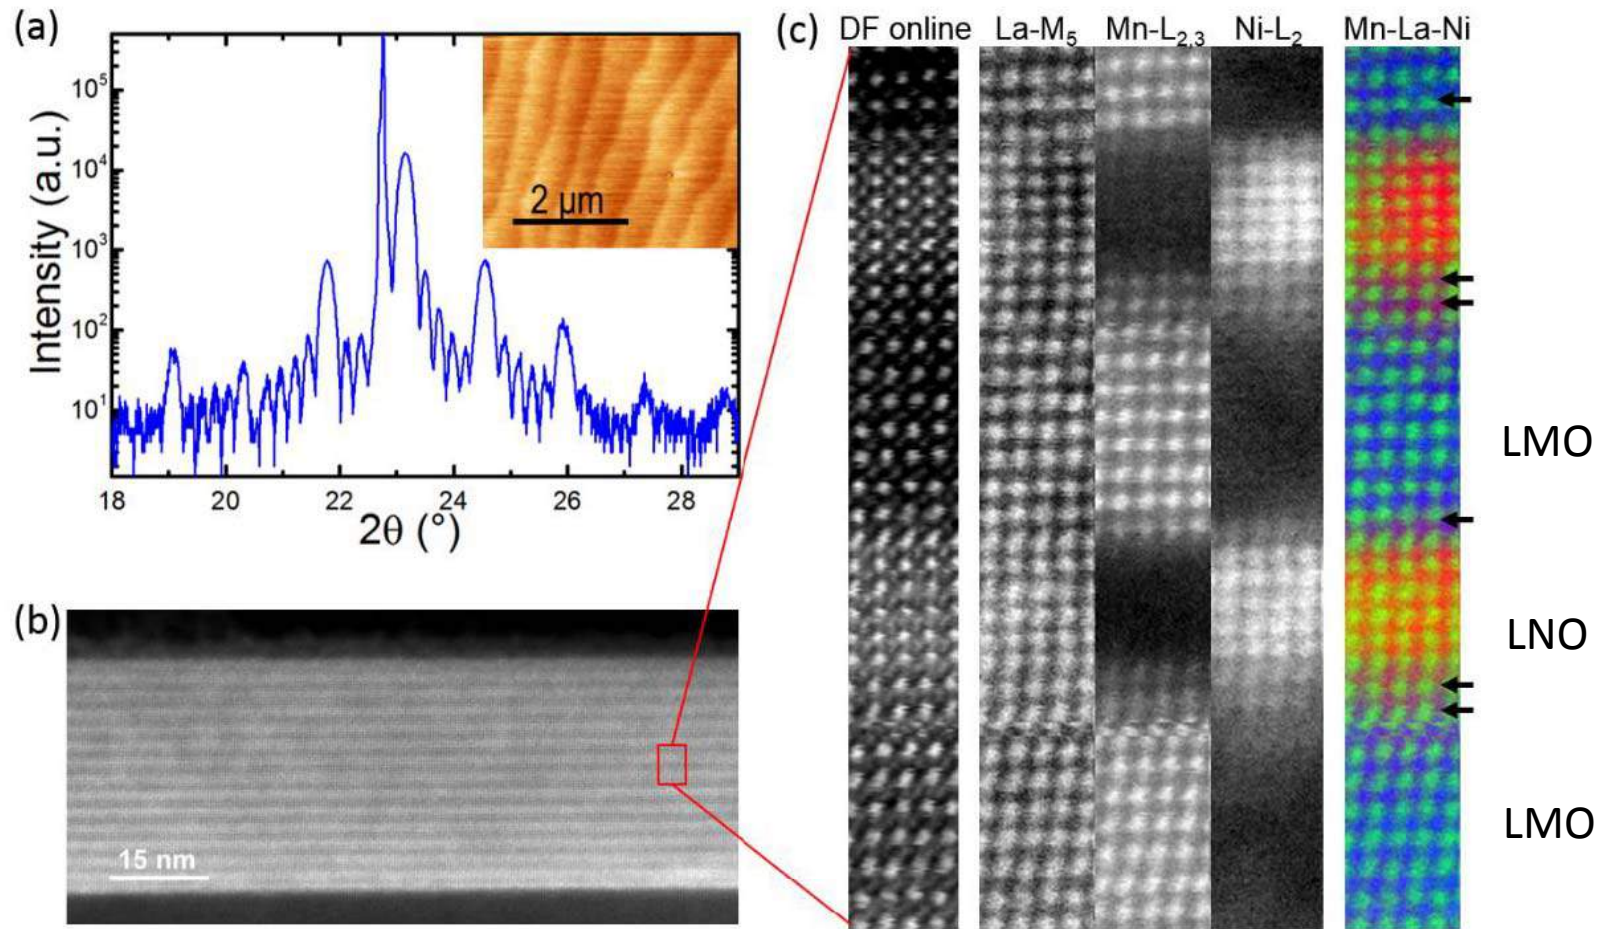 (a)
Intensity (a.u.)
10⁵
10⁴
10³
10²
10¹
18 20 22 24 26 28
2θ (°)
2 µm
(b)
15 nm
(c)
DF online La-M₅ Mn-L₂,₃ Ni-L₂ Mn-La-Ni
LMO
LNO
LMO